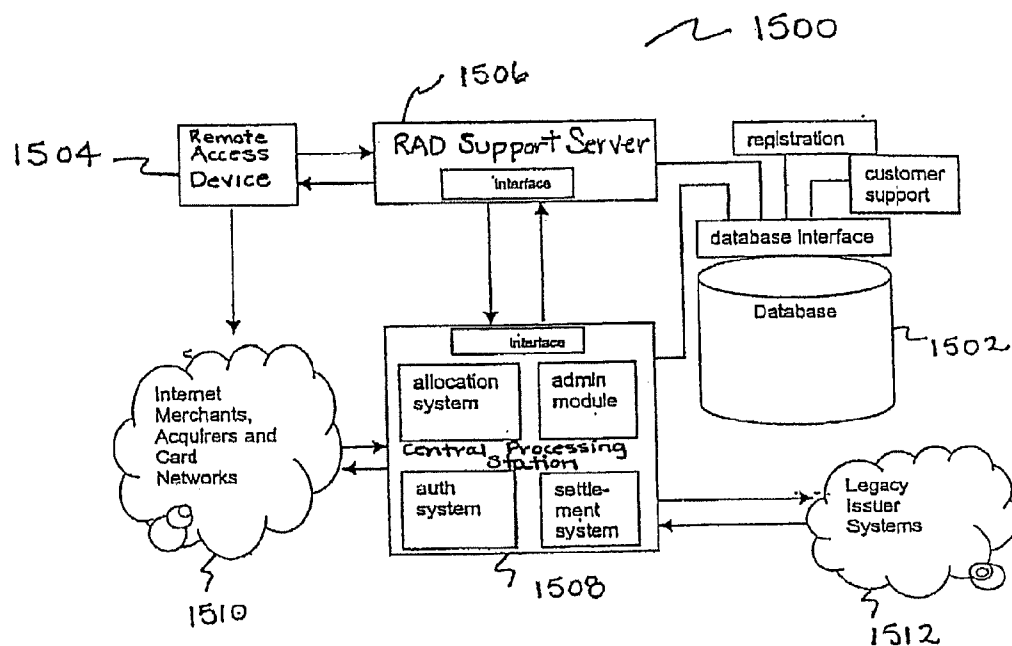 1500
1506
1504
Remote
Access
Device
RAD Support Server
interface
registration
customer
support
database interface
Database
1502
interface
allocation
system
admin
module
Central Processing
Station
auth
system
settle-
ment
system
Internet
Merchants,
Acquirers and
Card
Networks
Legacy
Issuer
Systems
1510
1508
1512